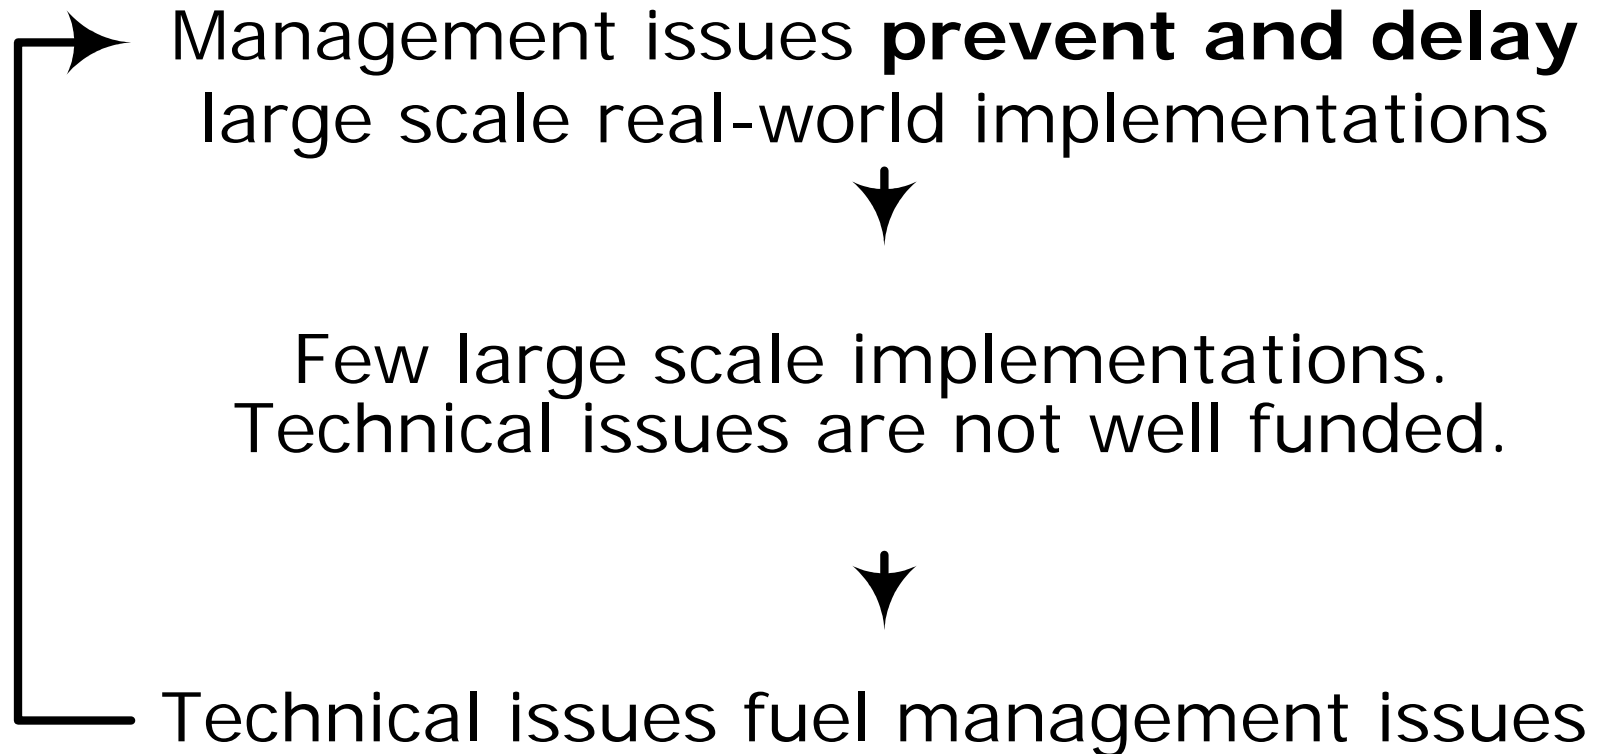 Management issues prevent and delay
large scale real-world implementations
Few large scale implementations.
Technical issues are not well funded.
Technical issues fuel management issues